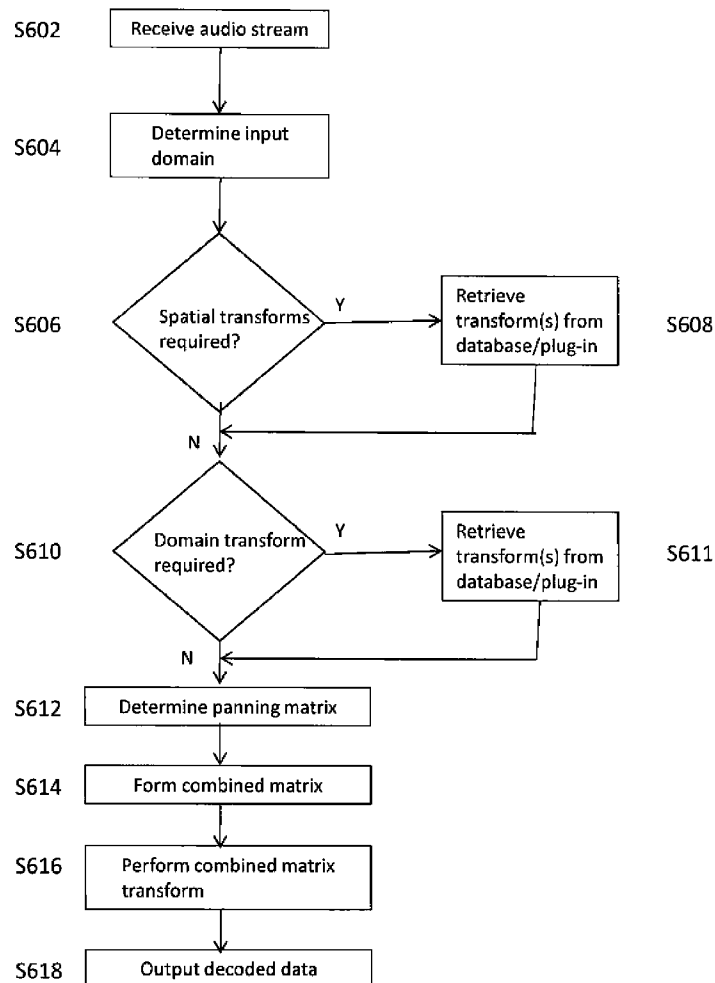 S602
Receive audio stream
S604
Determine input
domain
S606
Spatial transforms
required?
Y
Retrieve
transform(s) from
database/plug-in
S608
N
S610
Domain transform
required?
Y
Retrieve
transform(s) from
database/plug-in
S611
N
S612
Determine panning matrix
S614
Form combined matrix
S616
Perform combined matrix
transform
S618
Output decoded data